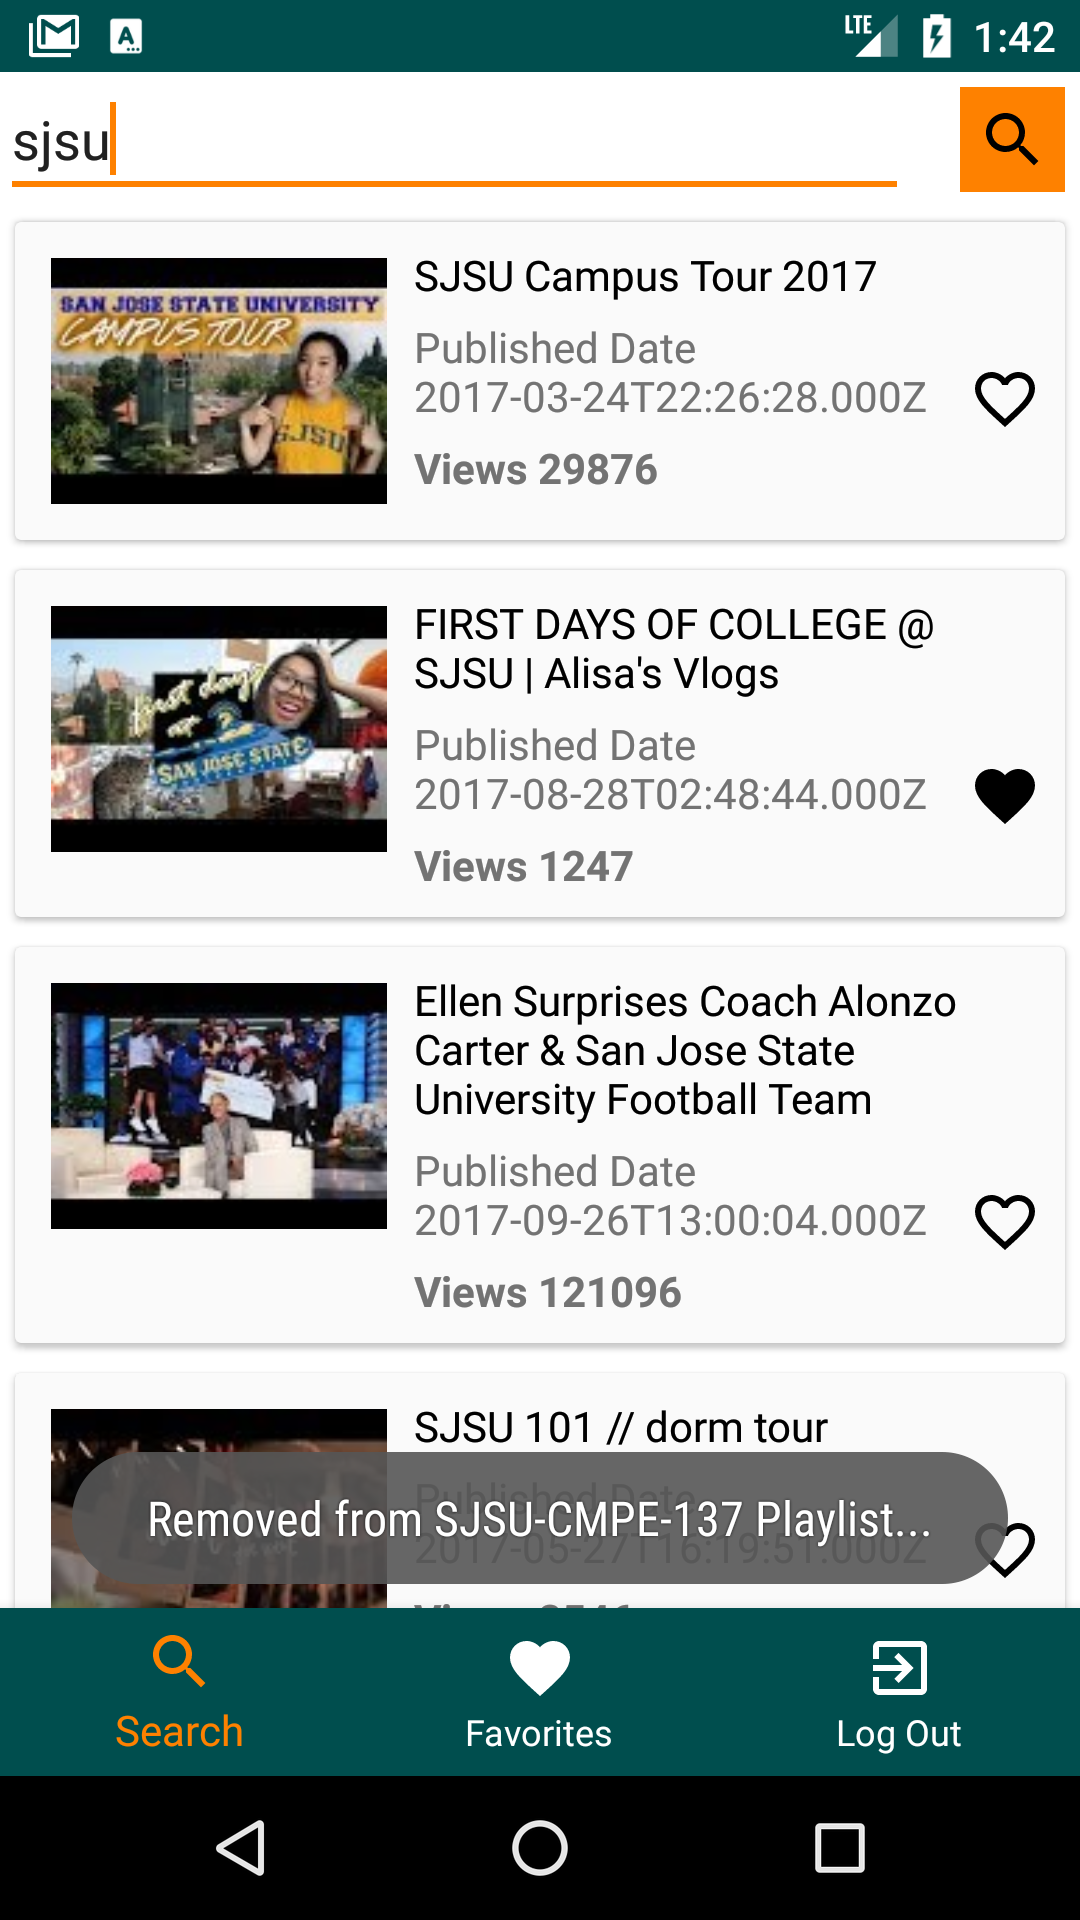 LTE 1:42
sjsu
SAN JOSE STATE UNIVERSITY
CAMPUS TOUR
SJSU
SJSU Campus Tour 2017
Published Date
2017-03-24T22:26:28.000Z
Views 29876
first days
at
SAN JOSE STATE
FIRST DAYS OF COLLEGE @
SJSU | Alisa's Vlogs
Published Date
2017-08-28T02:48:44.000Z
Views 1247
Ellen Surprises Coach Alonzo
Carter & San Jose State
University Football Team
Published Date
2017-09-26T13:00:04.000Z
Views 121096
SJSU 101 // dorm tour
Published Date
Removed from SJSU-CMPE-137 Playlist...
2017-05-27T16:19:51.000Z
Search
Favorites
Log Out